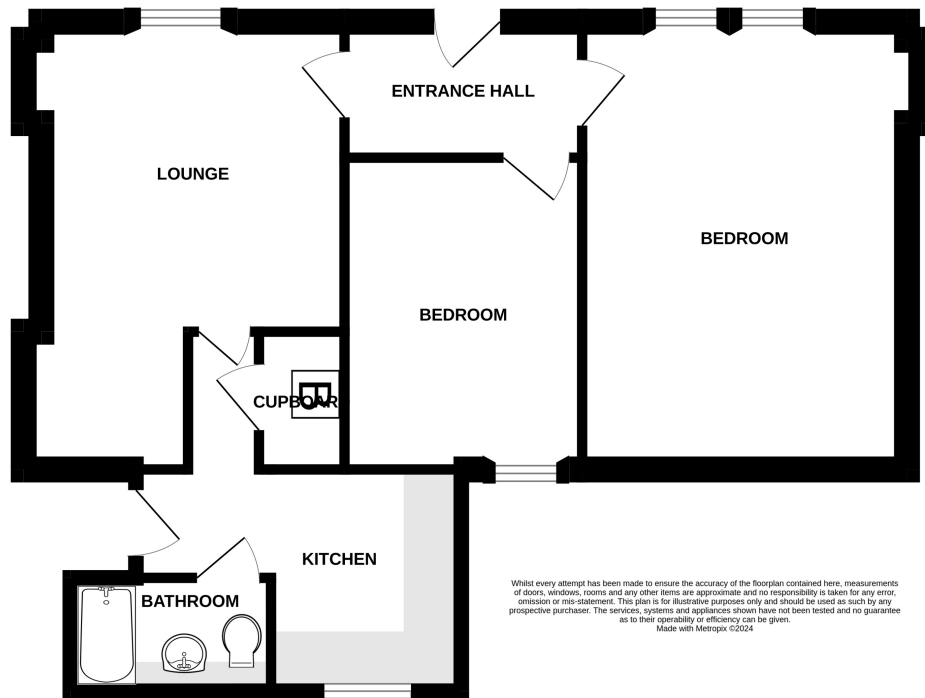 ENTRANCE HALL
LOUNGE
BEDROOM
BEDROOM
B
CUPBOAR
KITCHEN
BATHROOM
Whilst every attempt has been made to ensure the accuracy of the floorplan contained here, measurements
of doors, windows, rooms and any other items are approximate and no responsibility is taken for any error,
omission or mis-statement. This plan is for illustrative purposes only and should be used as such by any
prospective purchaser. The services, systems and appliances shown have not been tested and no guarantee
as to their operability or efficiency can be given.
Made with Metropix ©2024